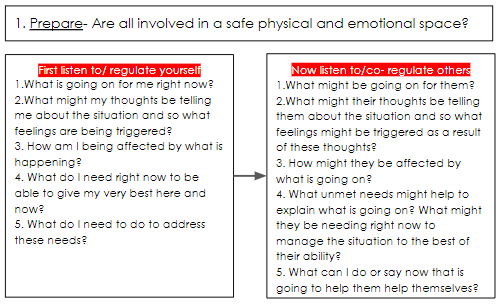 1. Prepare- Are all involved in a safe physical and emotional space?
First listen to/ regulate yourself
1.What is going on for me right now?
2.What might my thoughts be telling
me about the situation and so what
feelings are being triggered?
3. How am I being affected by what is
happening?
4. What do I need right now to be
able to give my very best here and
now?
5. What do I need to do to address
these needs?
Now listen to/co- regulate others
1.What might be going on for them?
2.What might their thoughts be telling
them about the situation and so what
feelings might be triggered as a result
of these thoughts?
3. How might they be affected by
what is going on?
4. What unmet needs might help to
explain what is going on? What might
they be needing right now to
manage the situation to the best of
their ability?
5. What can I do or say now that is
going to help them help themselves?